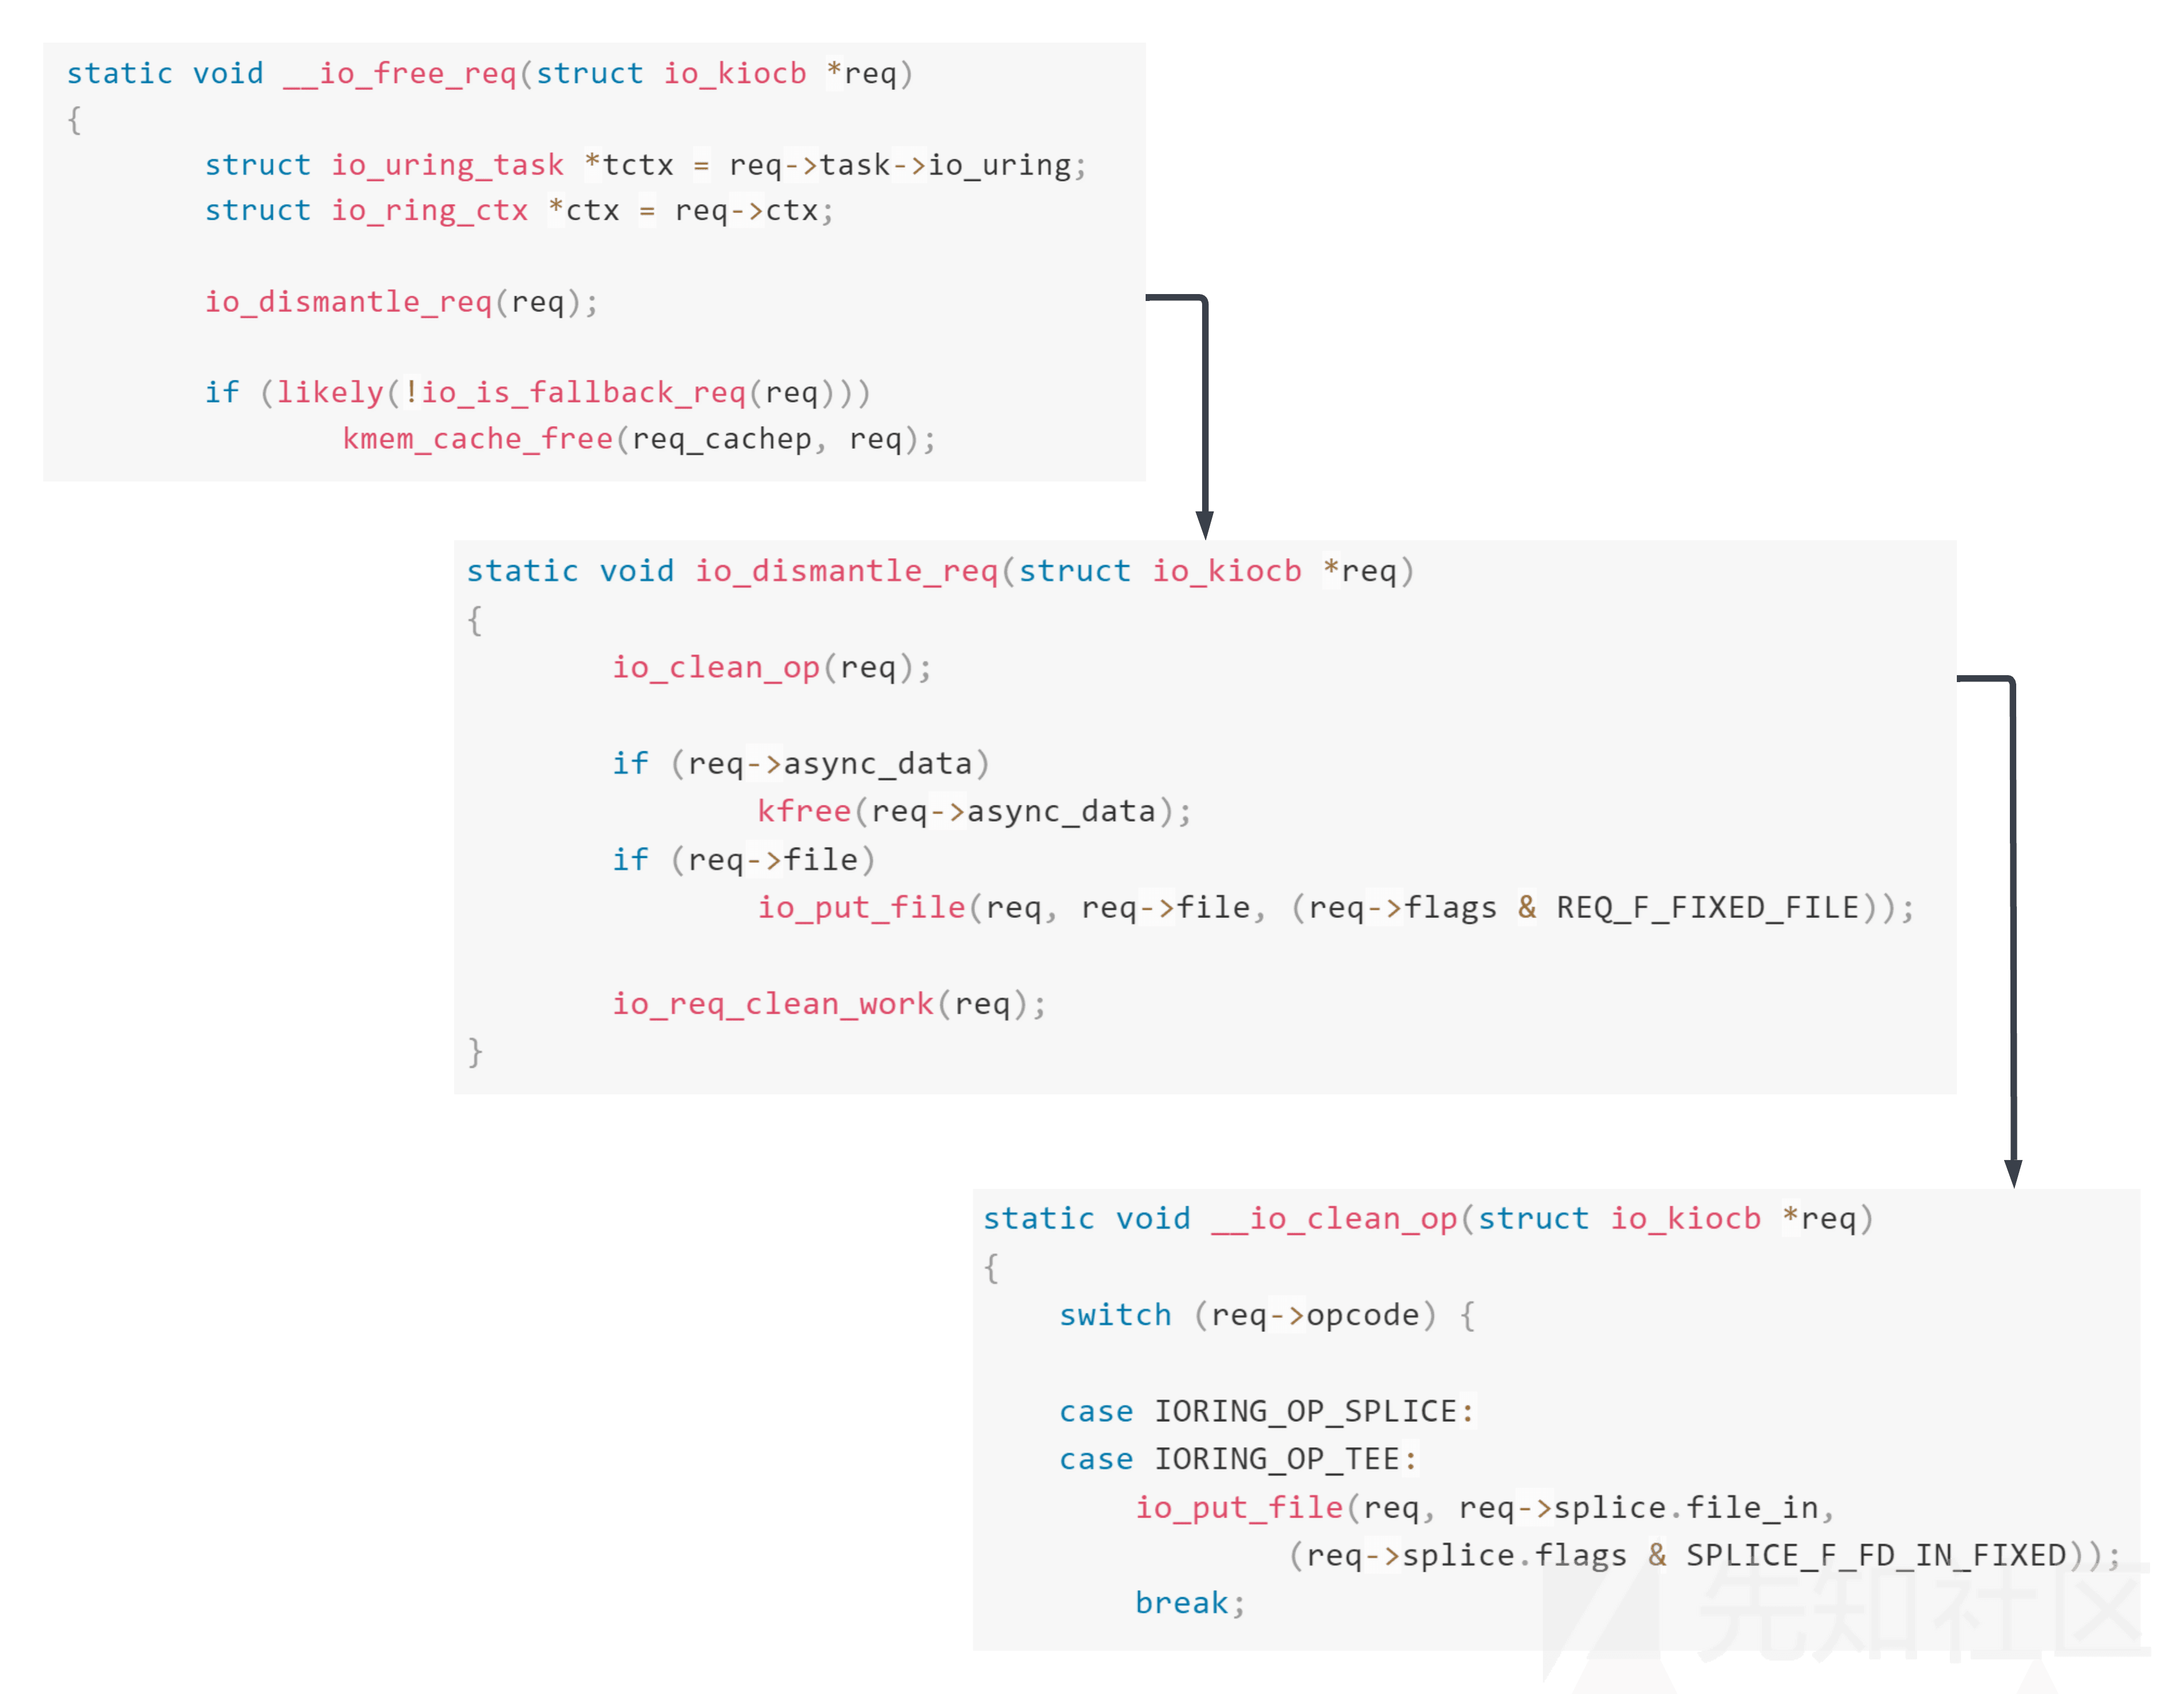 static void __io_free_req(struct io_kiocb *req)
{
        struct io_uring_task *tctx = req->task->io_uring;
        struct io_ring_ctx *ctx = req->ctx;

        io_dismantle_req(req);

        if (likely(!io_is_fallback_req(req)))
                kmem_cache_free(req_cachep, req);

static void io_dismantle_req(struct io_kiocb *req)
{
        io_clean_op(req);

        if (req->async_data)
                kfree(req->async_data);
        if (req->file)
                io_put_file(req, req->file, (req->flags & REQ_F_FIXED_FILE));

        io_req_clean_work(req);
}

static void __io_clean_op(struct io_kiocb *req)
{
    switch (req->opcode) {

    case IORING_OP_SPLICE:
    case IORING_OP_TEE:
        io_put_file(req, req->splice.file_in,
                (req->splice.flags & SPLICE_F_FD_IN_FIXED));
        break;
先知社区